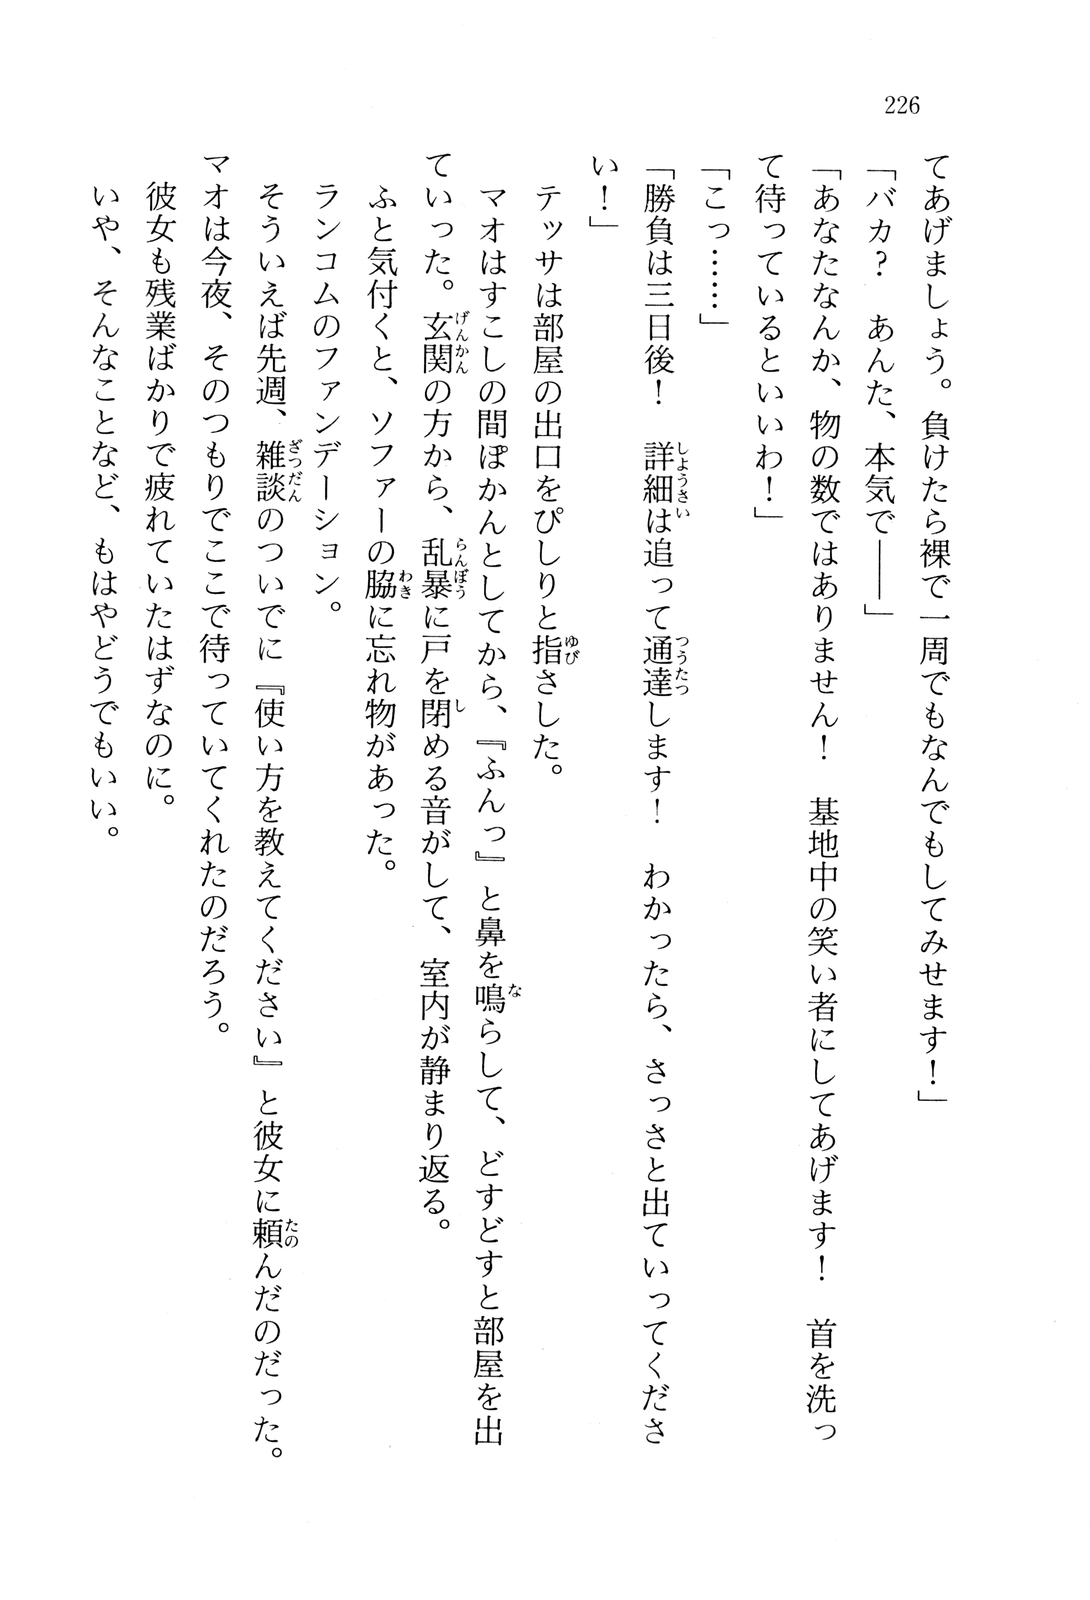 226
てあげましょう。負けたら裸で一周でもなんでもしてみせます！」
「バカ？　あんた、本気で――」
「あなたなんか、物の数ではありません！　基地中の笑い者にしてあげます！　首を洗っ
て待っているといいわ！」
「こっ……」
「勝負は三日後！　詳細は追って通達します！　わかったら、さっさと出ていってくださ
い！」
　テッサは部屋の出口をぴしりと指さした。
　マオはすこしの間ぽかんとしてから、『ふんっ』と鼻を鳴らして、どすどすと部屋を出
ていった。玄関の方から、乱暴に戸を閉める音がして、室内が静まり返る。
　ふと気付くと、ソファーの脇に忘れ物があった。
　ランコムのファンデーション。
　そういえば先週、雑談のついでに『使い方を教えてください』と彼女に頼んだのだった。
マオは今夜、そのつもりでここで待っていてくれたのだろう。
　彼女も残業ばかりで疲れていたはずなのに。
　いや、そんなことなど、もはやどうでもいい。